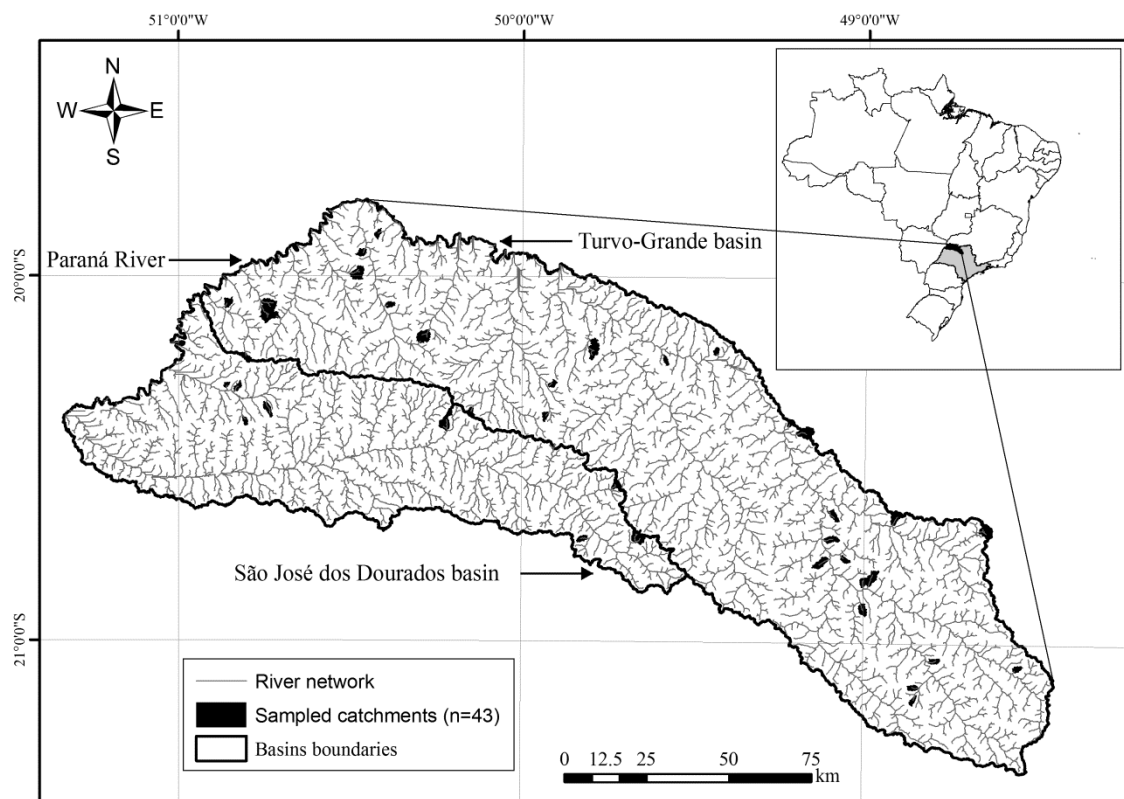 51°0'0"W
50°0'0"W
49°0'0"W
N
W
E
S
Turvo-Grande basin
Paraná River
20°0'0"S
São José dos Dourados basin
21°0'0"S
River network
Sampled catchments (n=43)
Basins boundaries
0 12.5 25 50 75
km